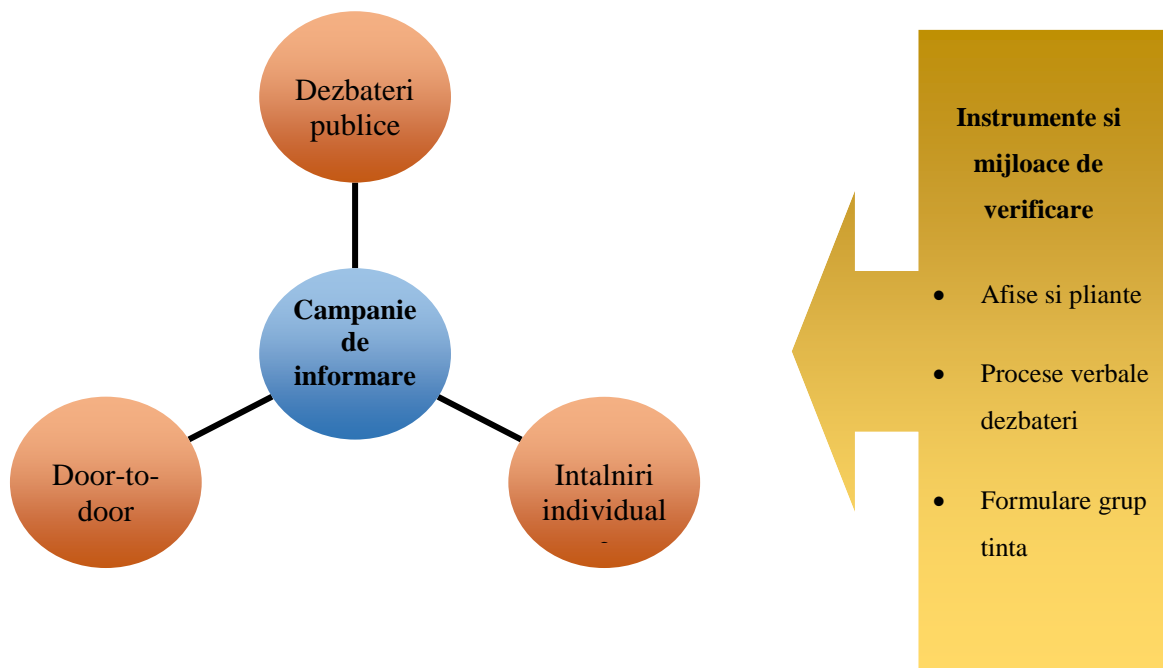 Dezbateri
publice
Campanie
de
informare
Door-to-
door
Intalniri
individual
Instrumente si
mijloace de
verificare
• Afise si pliante
• Procese verbale
dezbateri
• Formulare grup
tinta